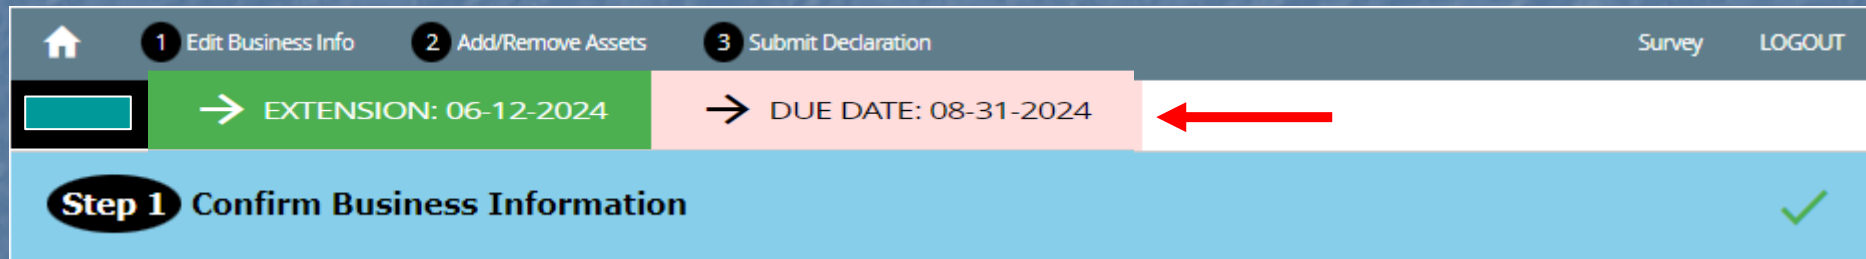 1 Edit Business Info 2 Add/Remove Assets 3 Submit Declaration Survey LOGOUT
EXTENSION: 06-12-2024 DUE DATE: 08-31-2024
Step 1 Confirm Business Information